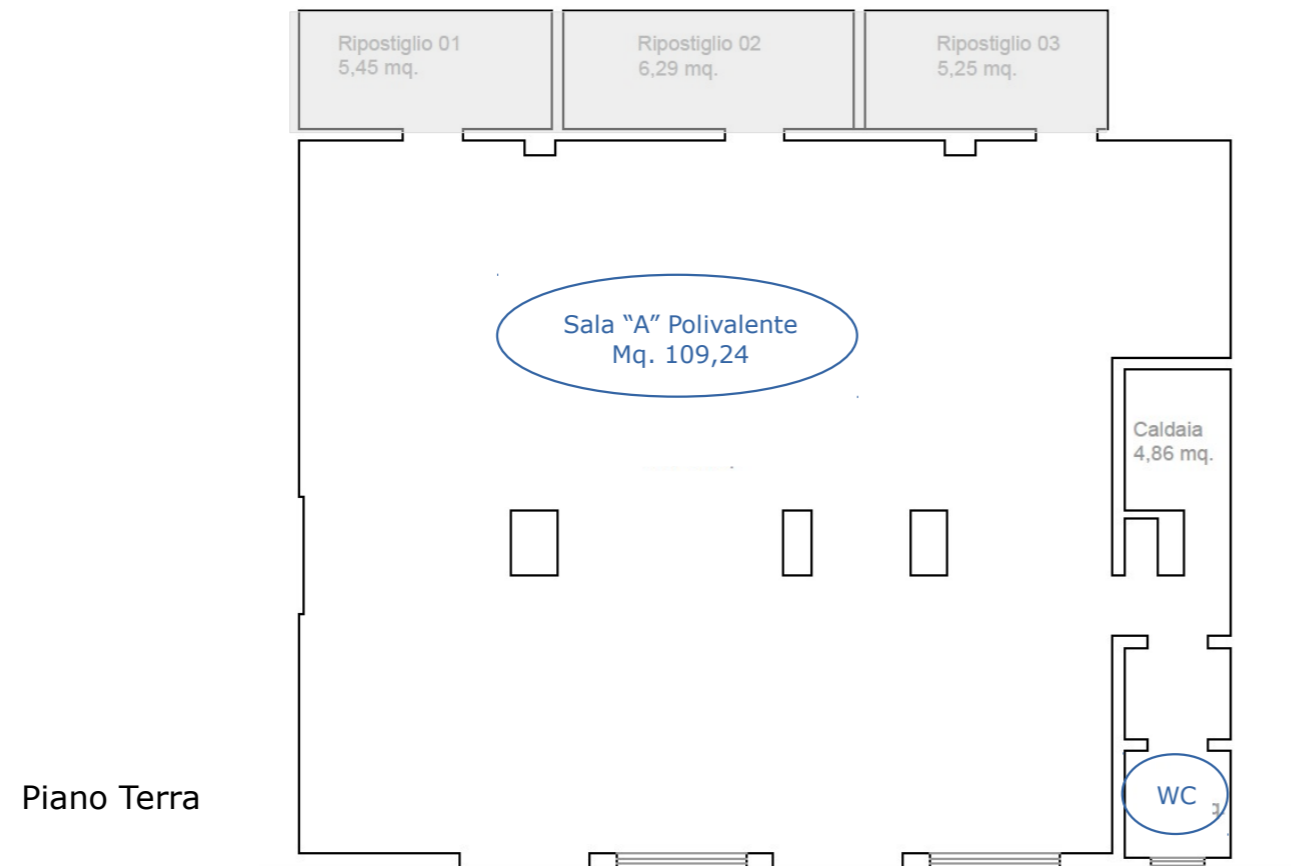 Ripostiglio 01
5,45 mq.
Ripostiglio 02
6,29 mq.
Ripostiglio 03
5,25 mq.
Sala “A” Polivalente
Mq. 109,24
Caldaia
4,86 mq.
Piano Terra
WC